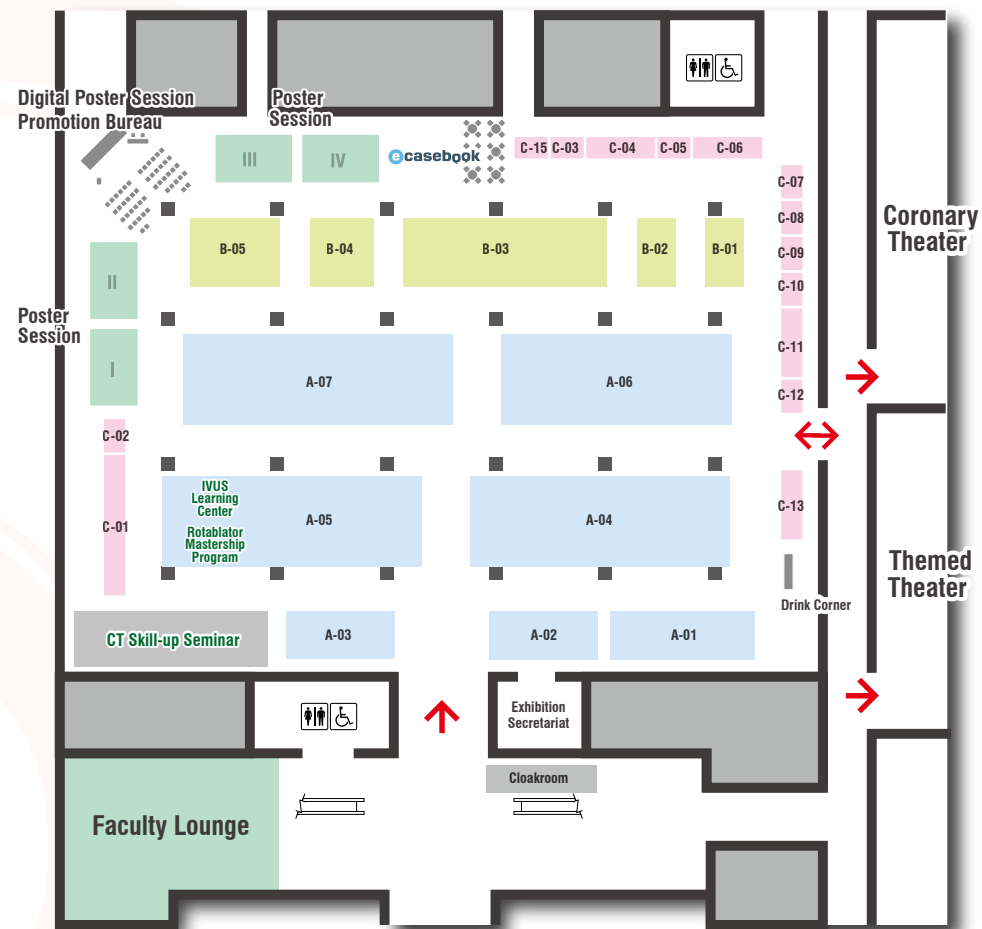 Digital Poster Session
Promotion Bureau
Poster
Session
III
IV
ecasebook
C-15
C-03
C-04
C-05
C-06
C-07
C-08
C-09
C-10
C-11
C-12
C-13
Coronary
Theater
B-05
B-04
B-03
B-02
B-01
II
Poster
Session
I
A-07
A-06
C-02
C-01
IVUS
Learning
Center
Rotablator
Mastership
Program
A-05
A-04
Themed
Theater
Drink Corner
CT Skill-up Seminar
A-03
A-02
A-01
Exhibition
Secretariat
Cloakroom
Faculty Lounge